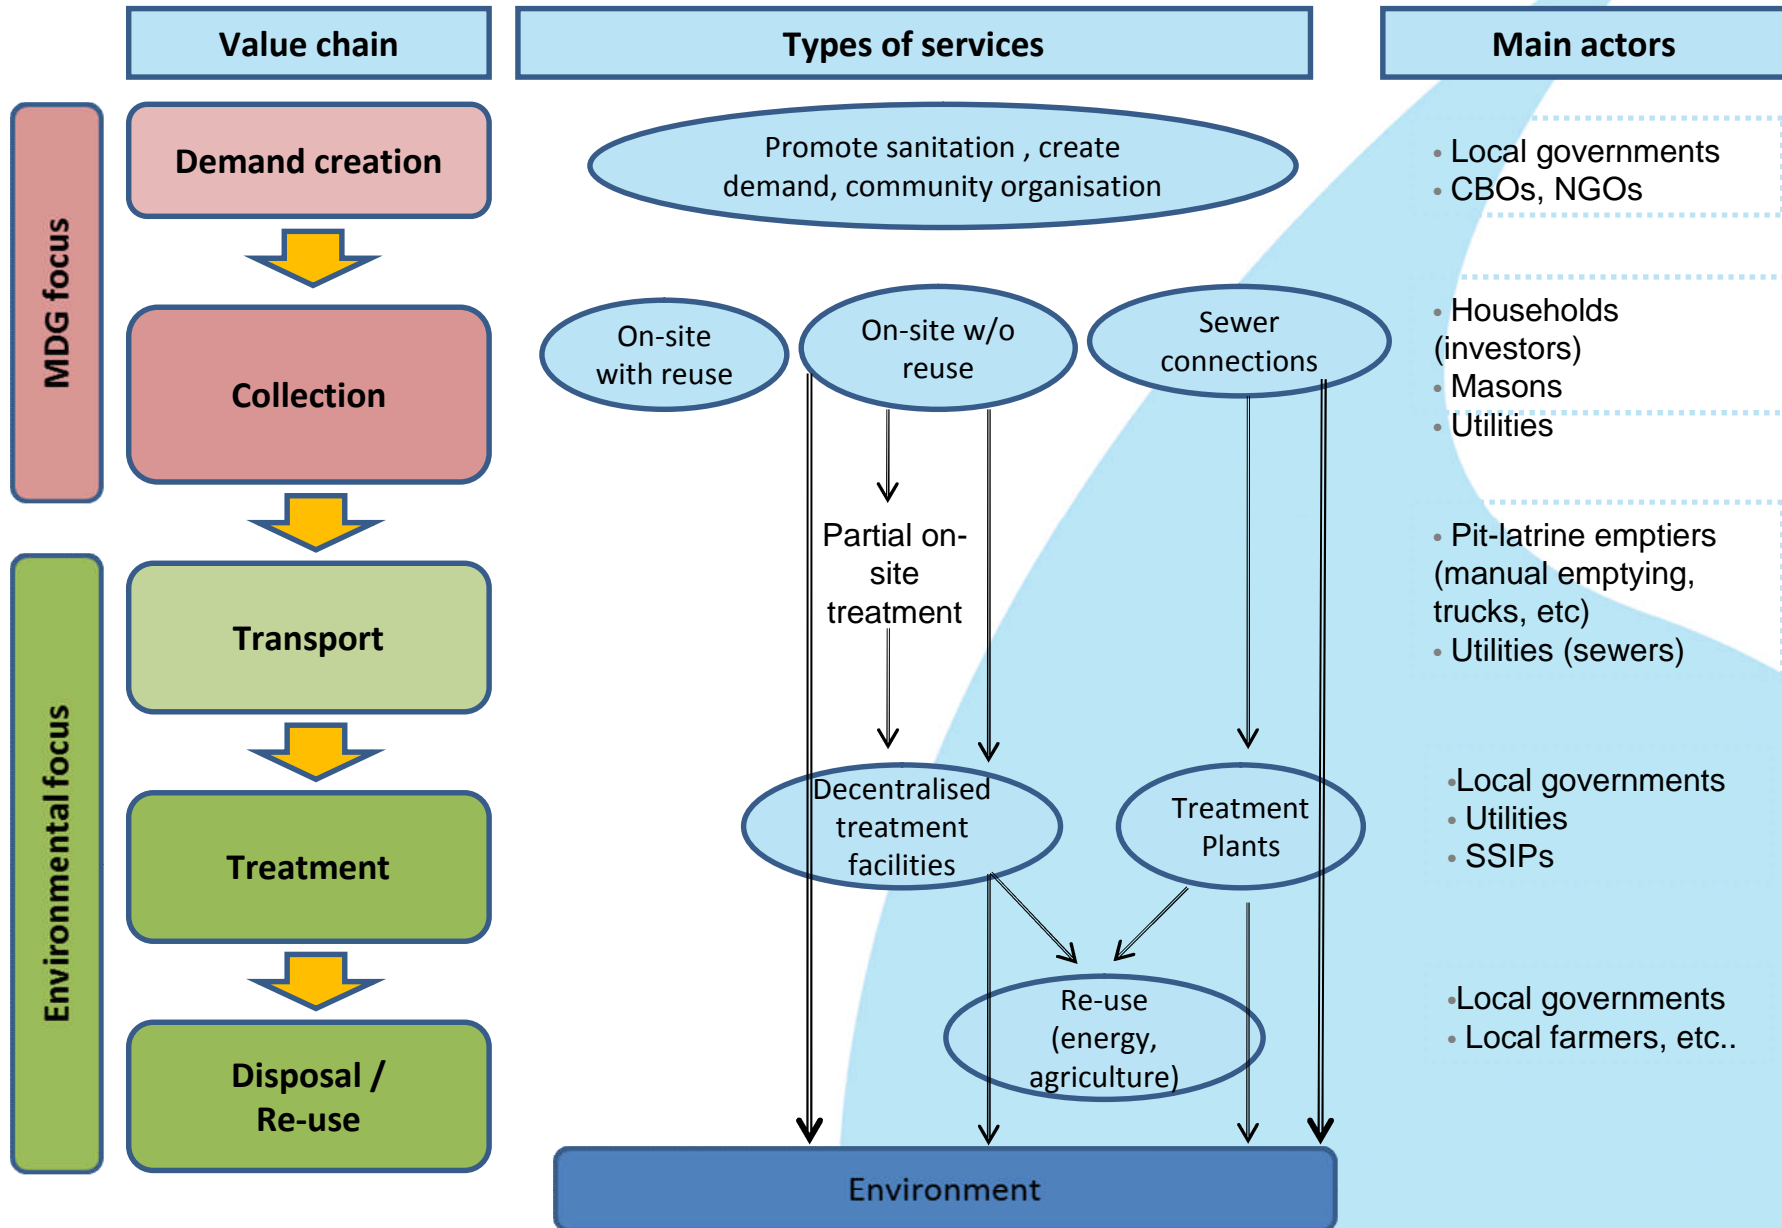 Value chain
Types of services
Main actors
MDG focus
Demand creation
Promote sanitation , create
demand, community organisation
• Local governments
• CBOs, NGOs
Collection
On-site
with reuse
On-site w/o
reuse
Sewer
connections
• Households
(investors)
• Masons
• Utilities
Environmental focus
Transport
Partial on-
site
treatment
• Pit-latrine emptiers
(manual emptying,
trucks, etc)
• Utilities (sewers)
Treatment
Decentralised
treatment
facilities
Treatment
Plants
•Local governments
• Utilities
• SSIPs
Disposal /
Re-use
Re-use
(energy,
agriculture)
•Local governments
• Local farmers, etc..
Environment